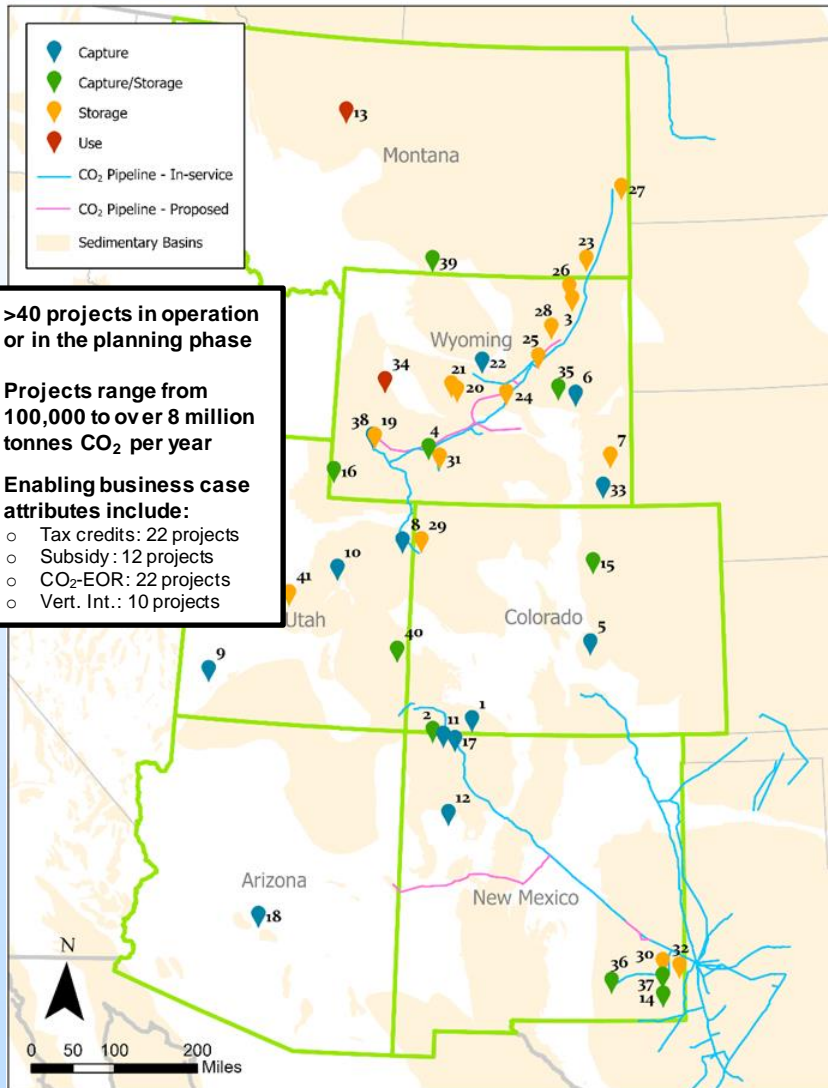 Capture
Capture/Storage
Storage
Use
CO₂ Pipeline - In-service
CO₂ Pipeline - Proposed
Sedimentary Basins
13
Montana
27
23
39
26
3
28
Wyoming
25
22
34
21
20
24
35
6
38
19
4
31
7
16
33
>40 projects in operation
or in the planning phase
Projects range from
100,000 to over 8 million
tonnes CO₂ per year
Enabling business case
attributes include:
o Tax credits: 22 projects
o Subsidy: 12 projects
o CO₂-EOR: 22 projects
o Vert. Int.: 10 projects
8
29
10
15
41
Utah
Colorado
5
40
9
1
2
11
17
12
Arizona
New Mexico
18
30
32
36
37
14
N
0 50 100 200
Miles